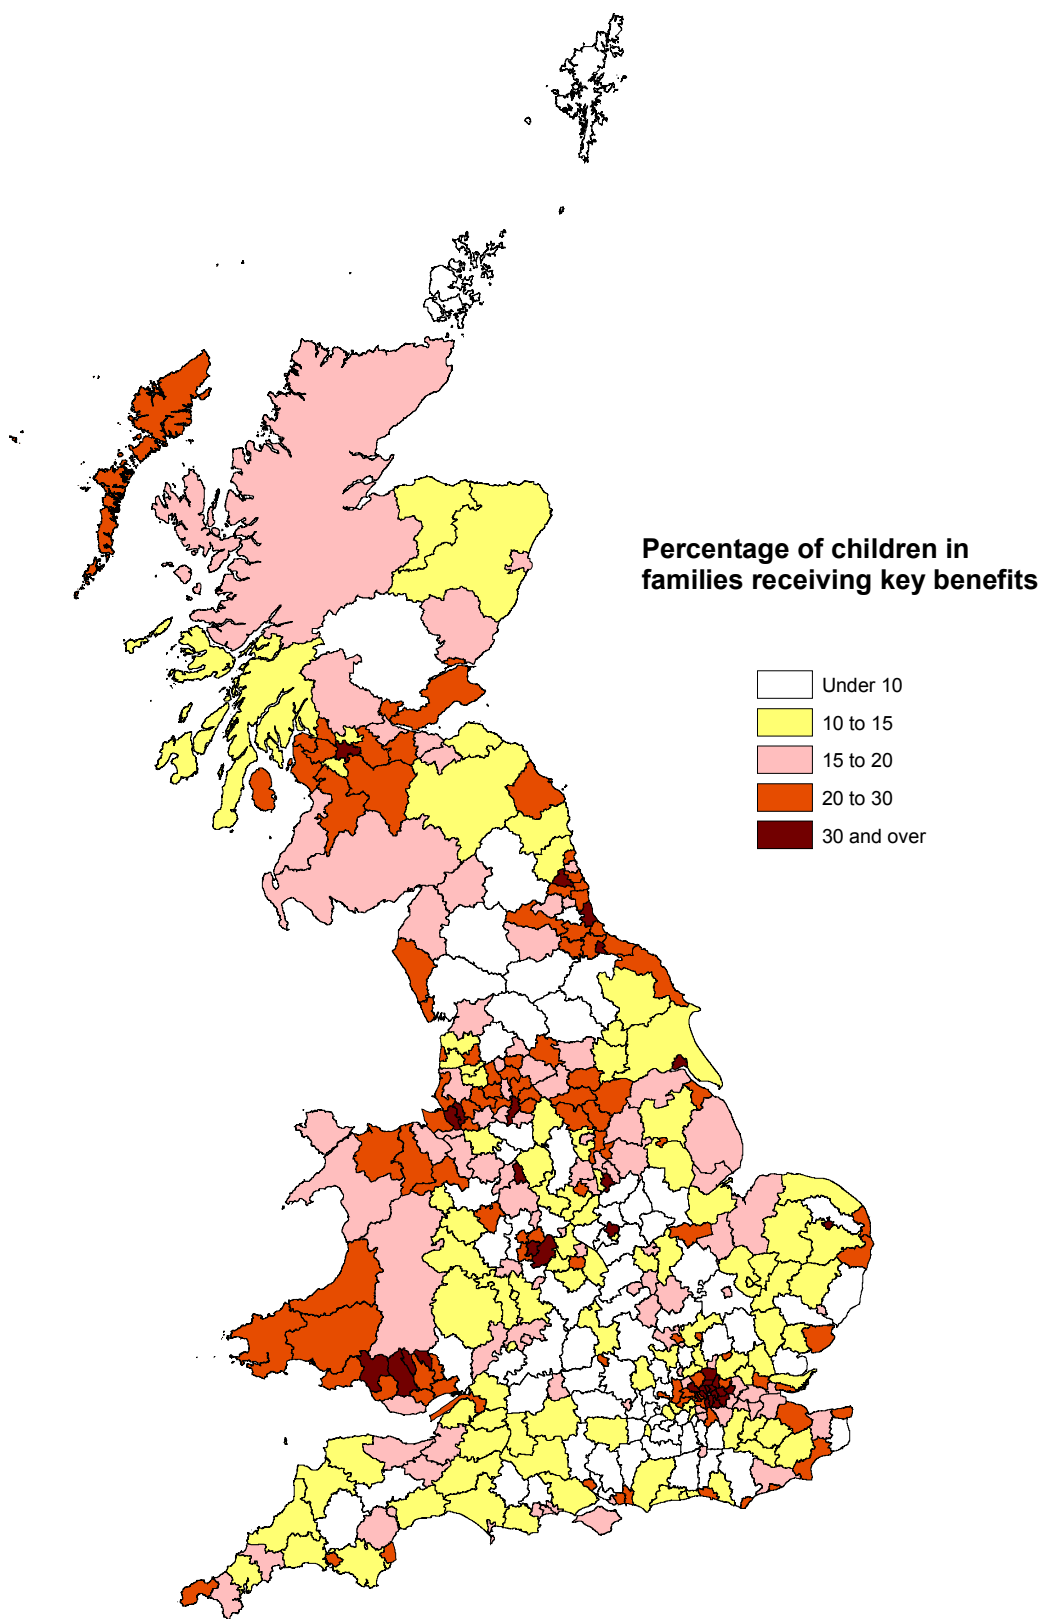 Percentage of children in
families receiving key benefits
Under 10
10 to 15
15 to 20
20 to 30
30 and over